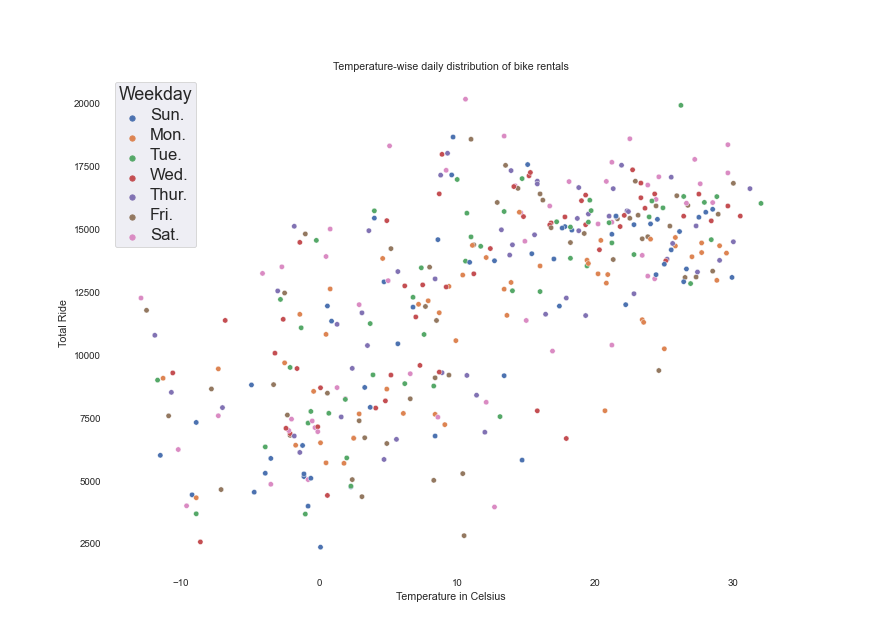 Temperature-wise daily distribution of bike rentals
Weekday
Sun.
Mon.
Tue.
Wed.
Thur.
Fri.
Sat.
Total Ride
20000
17500
15000
12500
10000
7500
5000
2500
−10
0
10
20
30
Temperature in Celsius